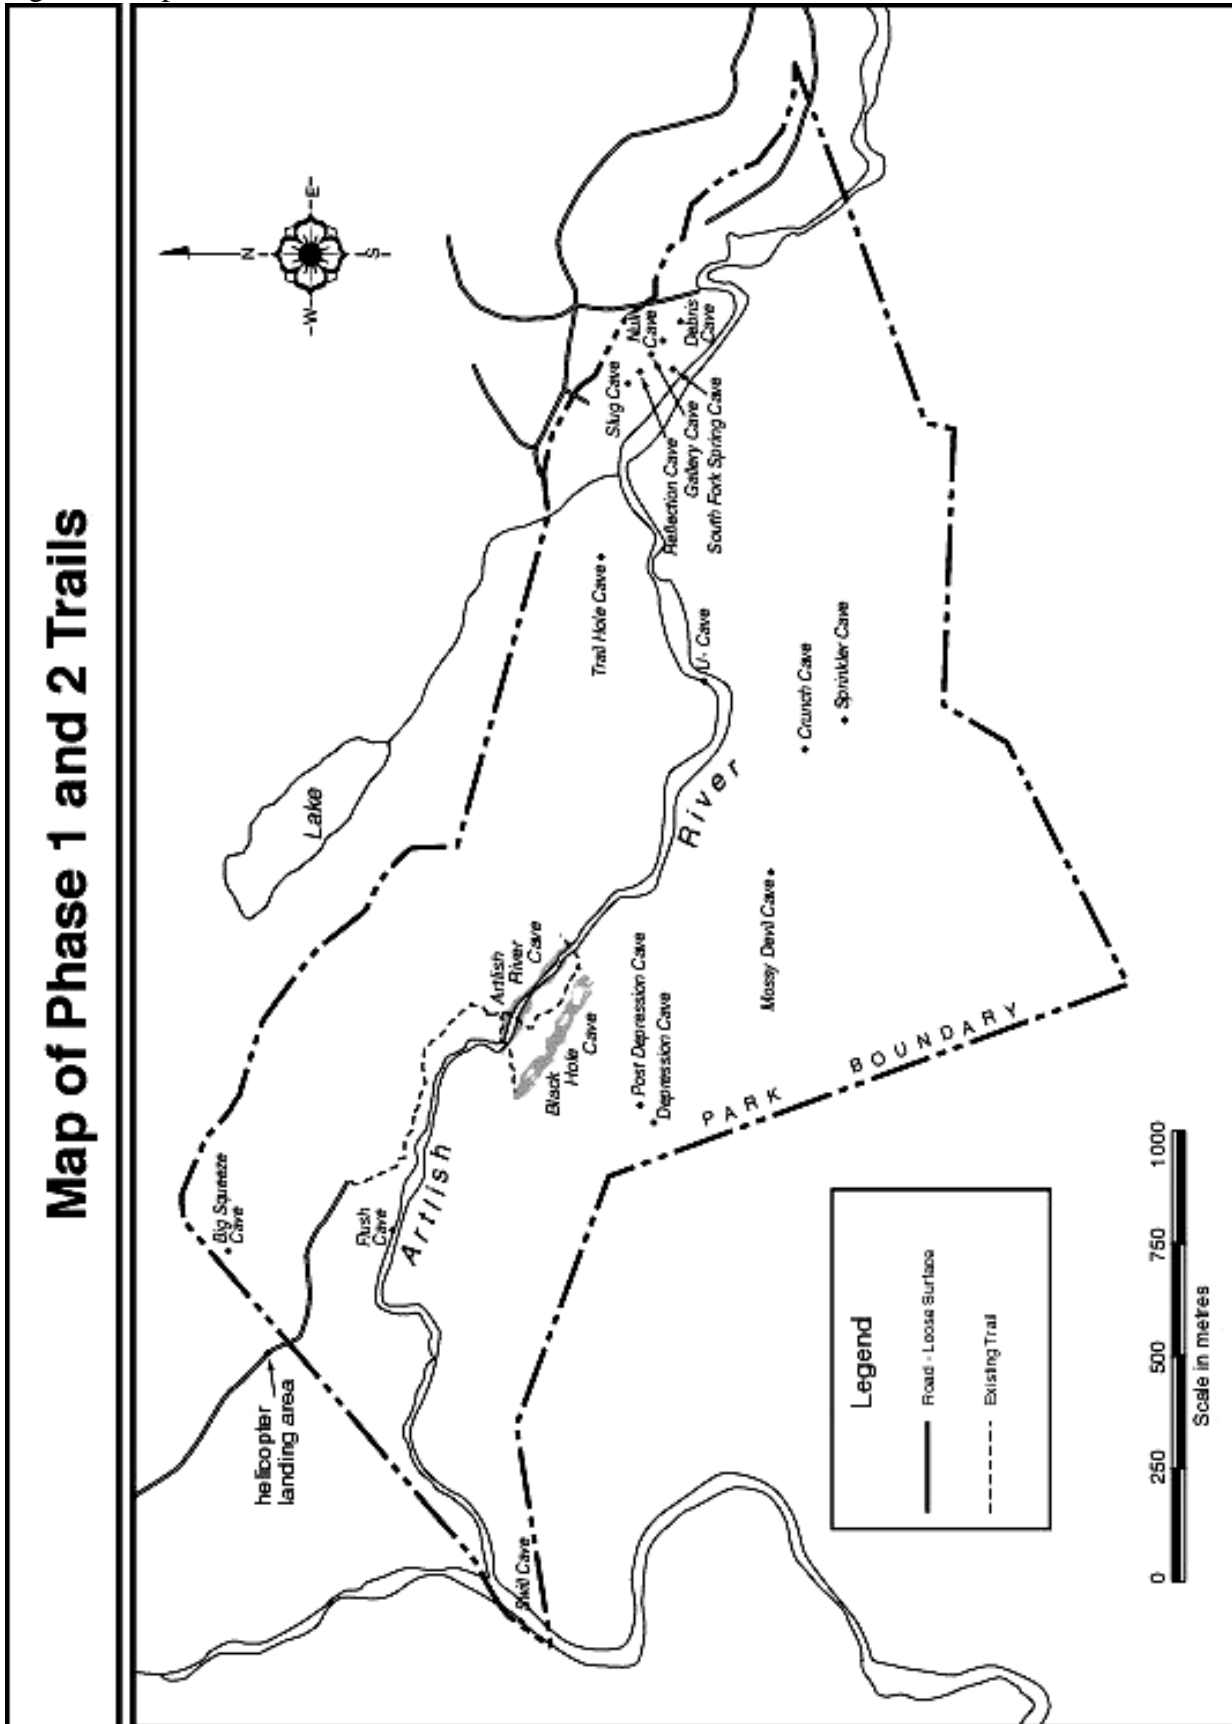 Map of Phase 1 and 2 Trails
N
W
E
S
Lake
helicopter
landing area
Big Squeeze
Cave
Flush
Cave
Artlish
River
Artlish
River
Cave
Black
Hole
Cave
Post Depression Cave
Depression Cave
Mossy Devil Cave
Trail Hole Cave
U- Cave
Crunch Cave
Sprinkler Cave
Slug Cave
Cave
Debris
Cave
Reflection Cave
Gallery Cave
South Fork Spring Cave
Cave
PARK BOUNDARY
Legend
Road - Loose Surface
Existing Trail
0 250 500 750 1000
Scale in metres